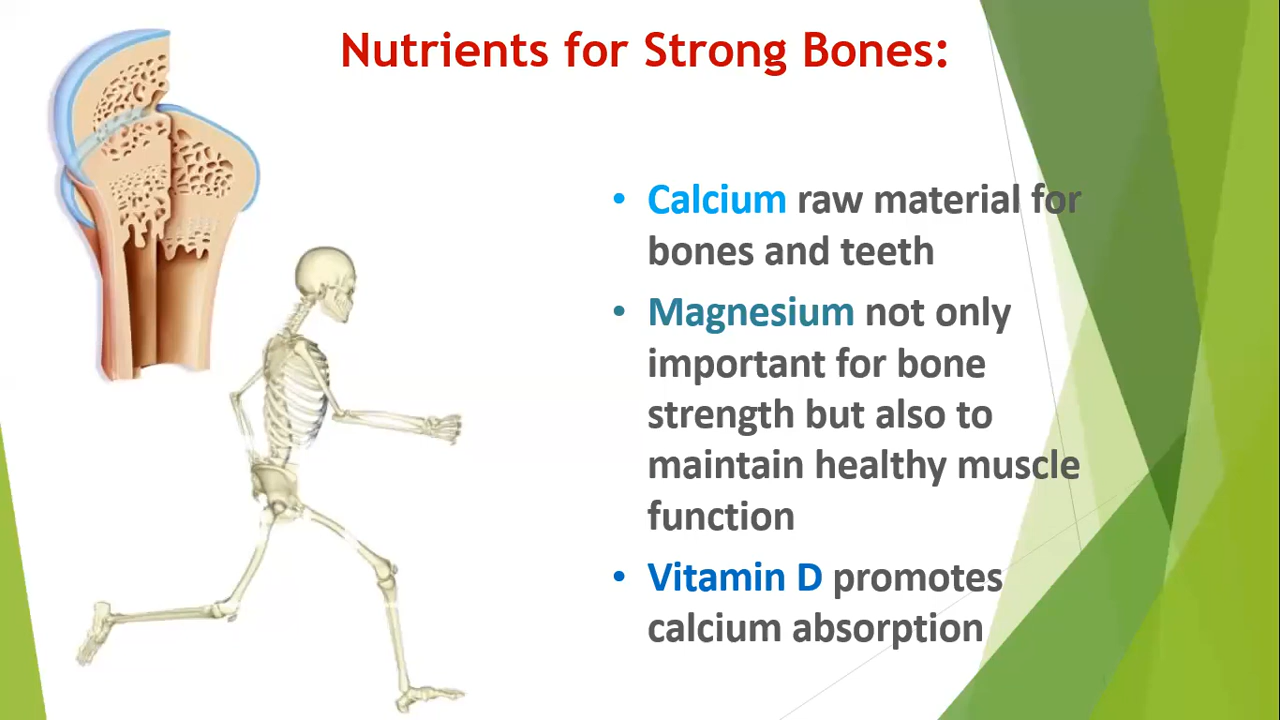 Nutrients for Strong Bones:
• Calcium raw material for
bones and teeth
• Magnesium not only
important for bone
strength but also to
maintain healthy muscle
function
• Vitamin D promotes
calcium absorption